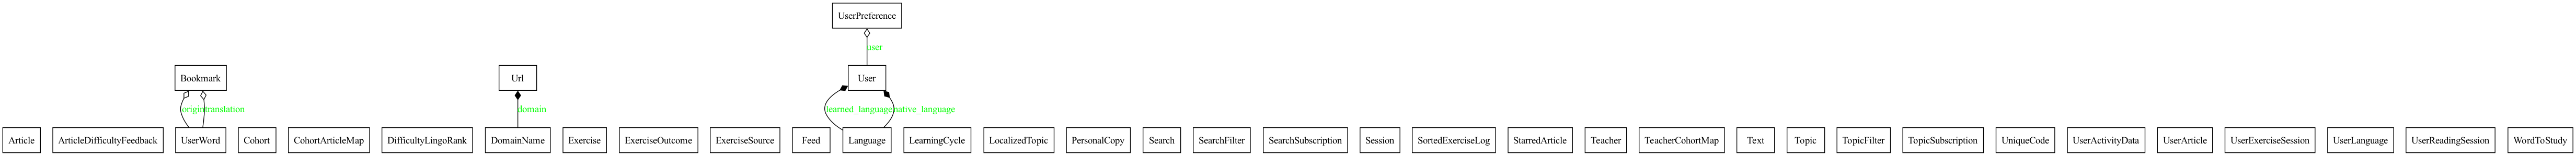 UserPreference
user
Bookmark
Url
User
origin
translation
domain
learned_language
native_language
Article
ArticleDifficultyFeedback
UserWord
Cohort
CohortArticleMap
DifficultyLingoRank
DomainName
Exercise
ExerciseOutcome
ExerciseSource
Feed
Language
LearningCycle
LocalizedTopic
PersonalCopy
Search
SearchFilter
SearchSubscription
Session
SortedExerciseLog
StarredArticle
Teacher
TeacherCohortMap
Text
Topic
TopicFilter
TopicSubscription
UniqueCode
UserActivityData
UserArticle
UserExerciseSession
UserLanguage
UserReadingSession
WordToStudy